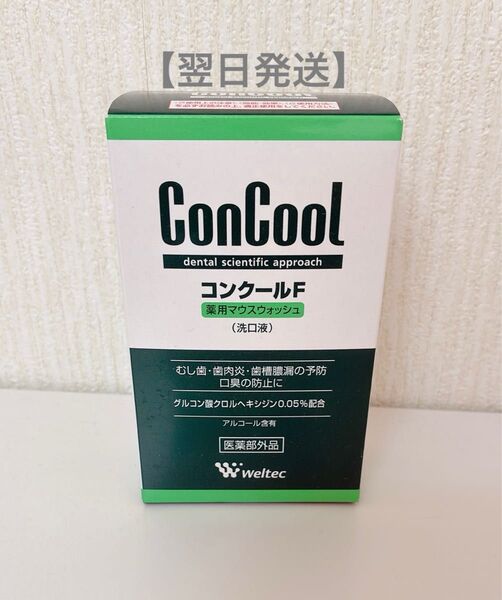 【翌日発送】
ConCool
dental scientific approach
コンクールF
薬用マウスウォッシュ
(洗口液)
むし歯・歯肉炎・歯槽膿漏の予防
口臭の防止に
グルコン酸クロルヘキシジン0.05%配合
アルコール含有
医薬部外品
Weltec